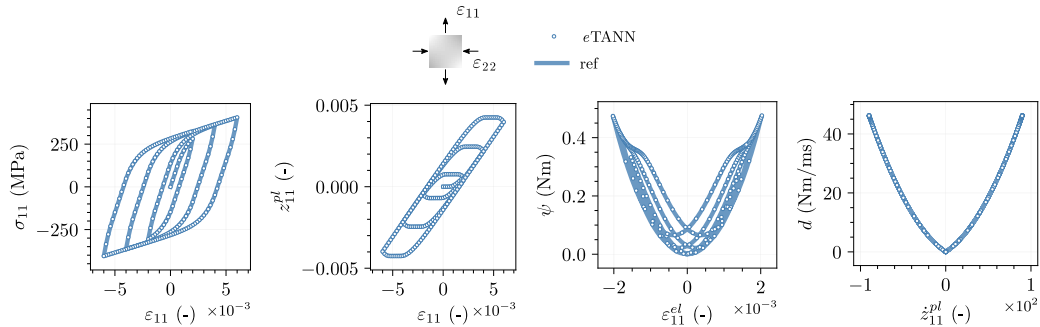 ε₁₁
ε₂₂
eTANN
ref
σ₁₁ (MPa)
250
0
−250
−5
0
5
×10⁻³
ε₁₁ (-)
z₁₁ᵖˡ (-)
0.005
0.000
−0.005
−5
0
5
×10⁻³
ε₁₁ (-)
ψ (Nm)
0.4
0.2
0.0
−2
0
2
×10⁻³
ε₁₁ᵉˡ (-)
d (Nm/ms)
40
20
0
−1
0
1
×10²
ż₁₁ᵖˡ (-)